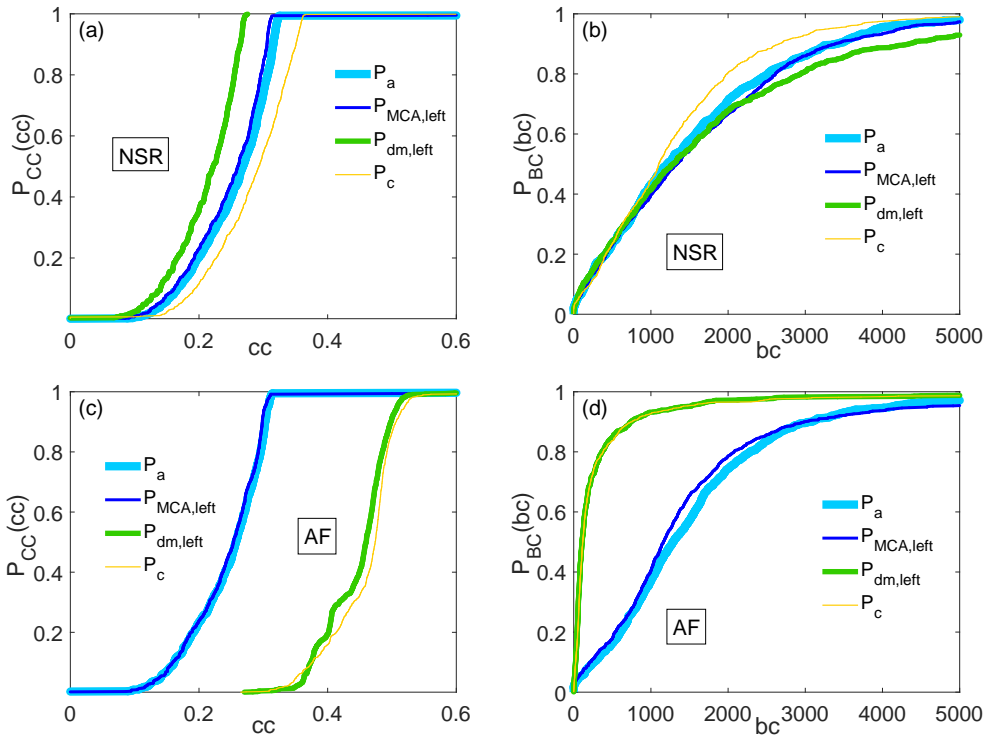 (a)
P_CC(cc)
1
0.8
0.6
0.4
0.2
0
0.2
0.4
0.6
cc
NSR
P_a
P_MCA,left
P_dm,left
P_c
(b)
P_BC(bc)
1
0.8
0.6
0.4
0.2
0
0
1000
2000
3000
4000
5000
bc
NSR
P_a
P_MCA,left
P_dm,left
P_c
(c)
P_CC(cc)
1
0.8
0.6
0.4
0.2
0
0.2
0.4
0.6
cc
AF
P_a
P_MCA,left
P_dm,left
P_c
(d)
P_BC(bc)
1
0.8
0.6
0.4
0.2
0
0
1000
2000
3000
4000
5000
bc
AF
P_a
P_MCA,left
P_dm,left
P_c